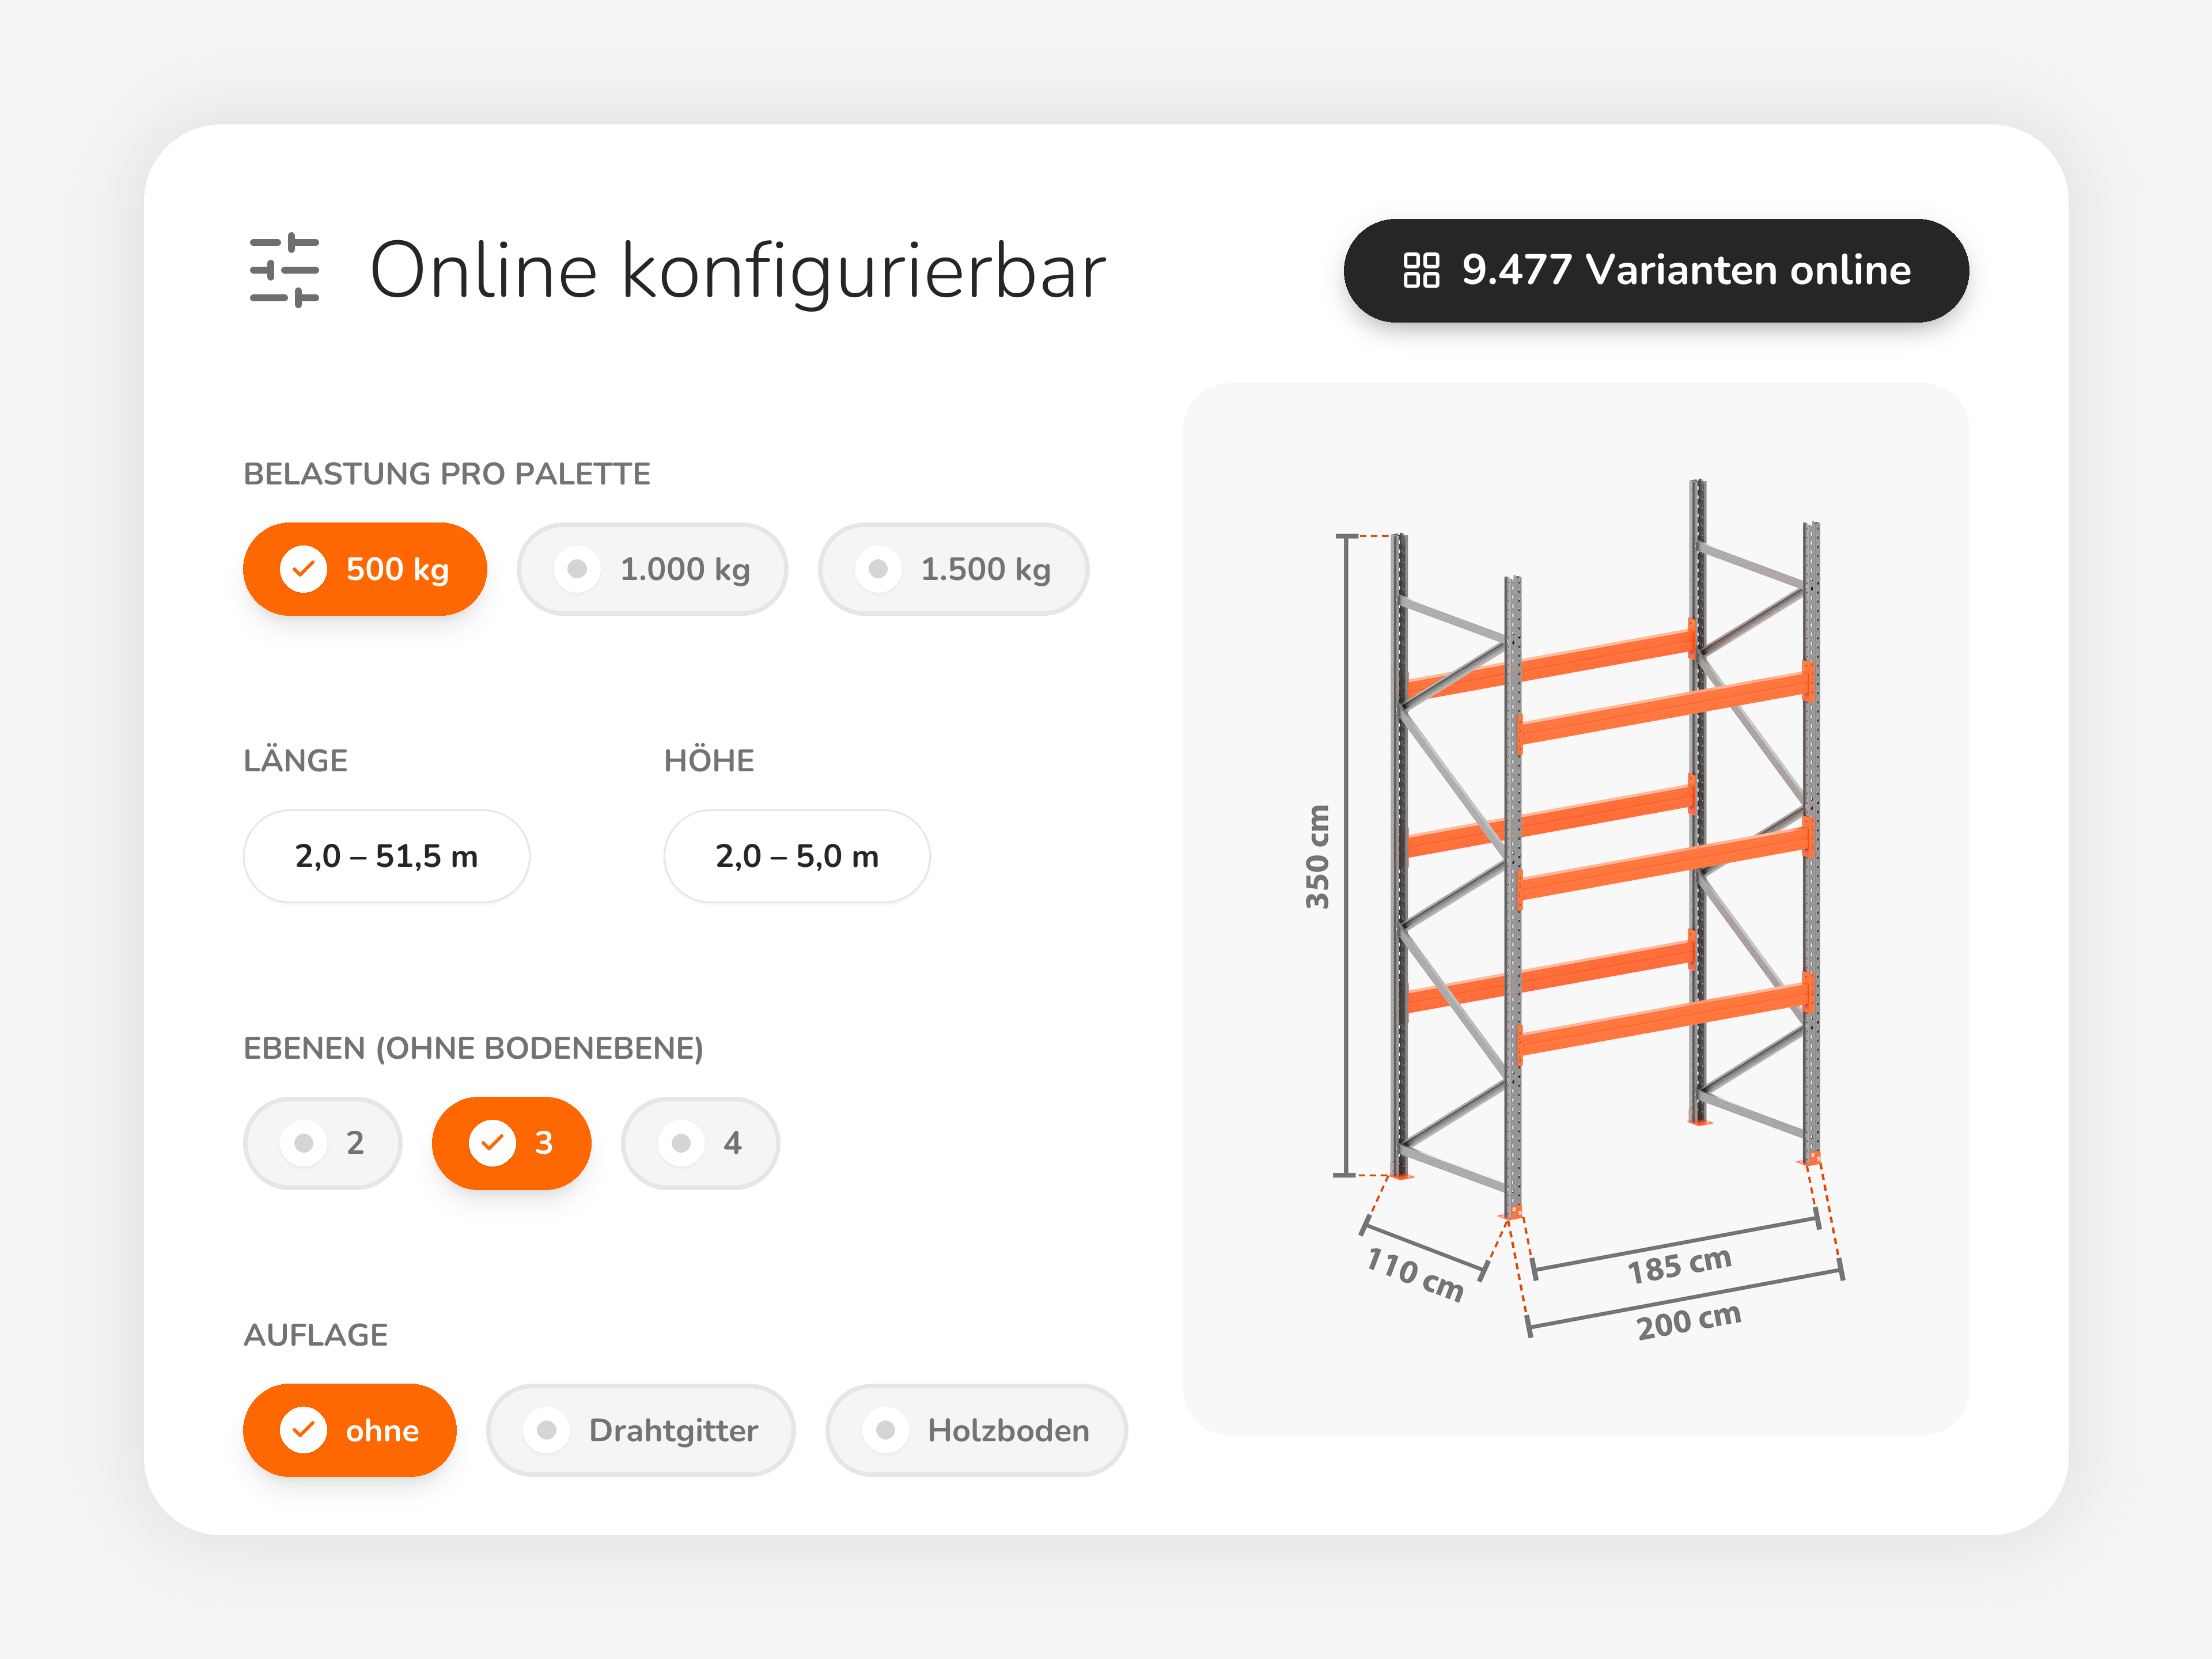 Online konfigurierbar
9.477 Varianten online
BELASTUNG PRO PALETTE
500 kg
1.000 kg
1.500 kg
LÄNGE
HÖHE
2,0 – 51,5 m
2,0 – 5,0 m
EBENEN (OHNE BODENEBENE)
2
3
4
AUFLAGE
ohne
Drahtgitter
Holzboden
350 cm
110 cm
185 cm
200 cm